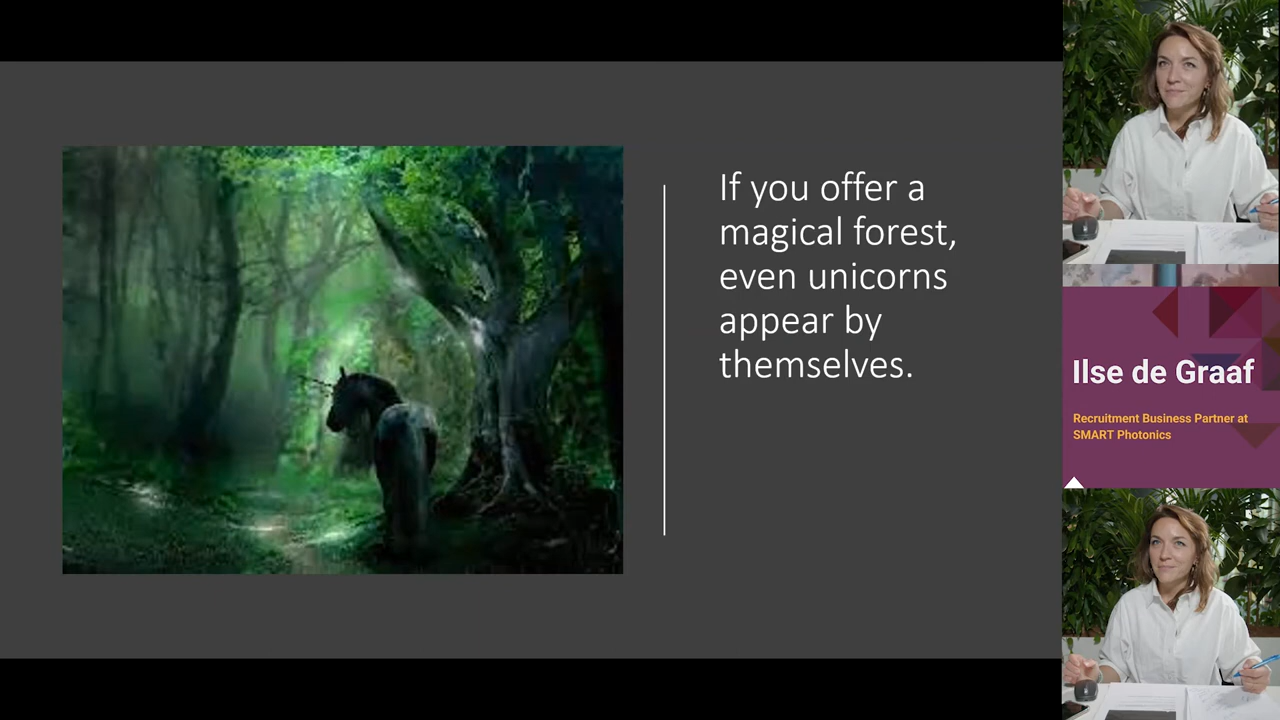 If you offer a
magical forest,
even unicorns
appear by
themselves.
Ilse de Graaf
Recruitment Business Partner at
SMART Photonics